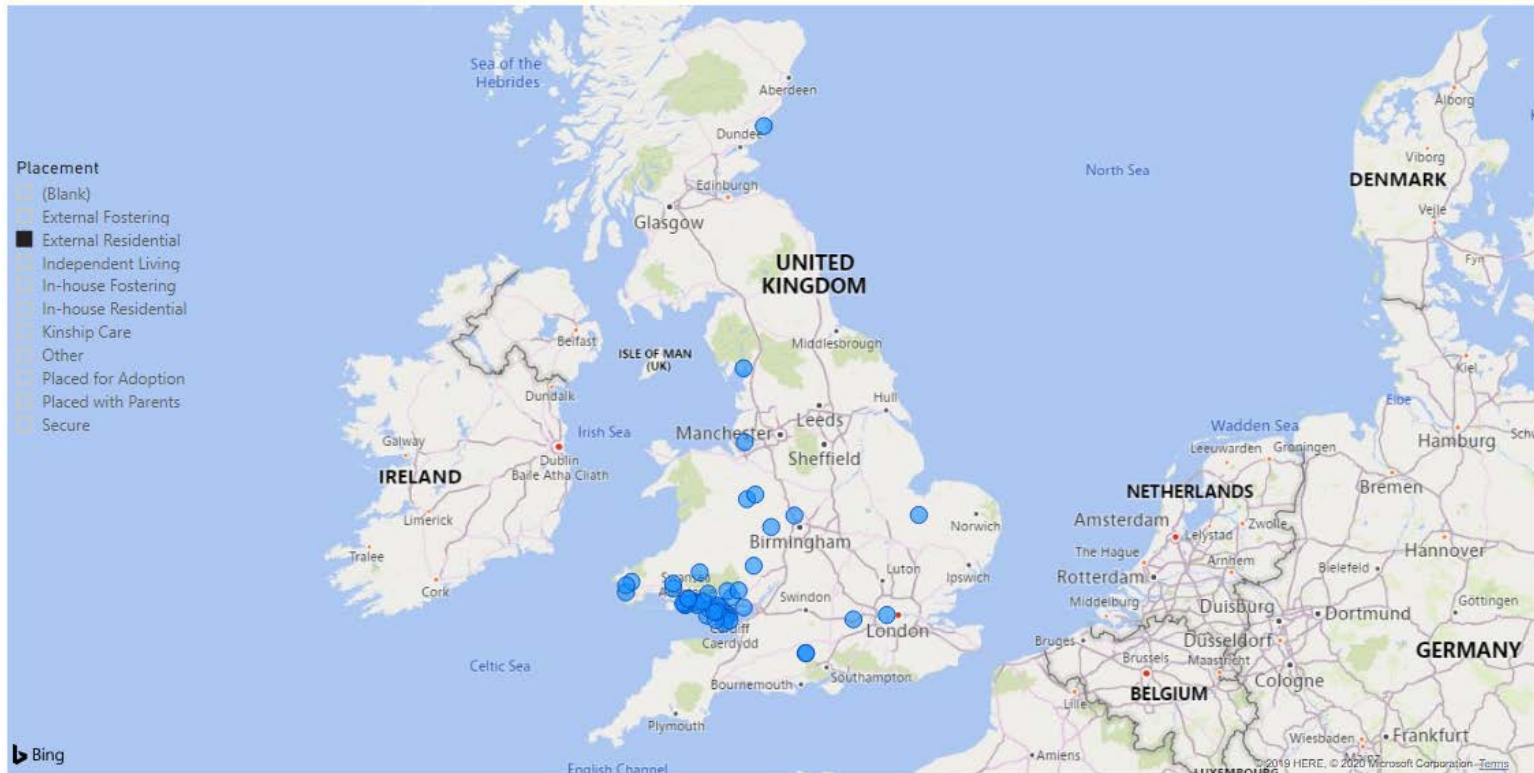 Sea of the
Hebrides
Aberdeen
Dundee
North Sea
Alborg
Viborg
DENMARK
Vejle
Fyn
Placement
(Blank)
External Fostering
External Residential
Independent Living
In-house Fostering
In-house Residential
Kinship Care
Other
Placed for Adoption
Placed with Parents
Secure
Edinburgh
Glasgow
UNITED
KINGDOM
Belfast
ISLE OF MAN
(UK)
Middlesbrough
Kiel
Dundalk
Hull
Elbe
Leeds
Irish Sea
Manchester
Wadden Sea
Hamburg
Galway
Dublin
Baile Atha Cliath
Sheffield
Leeuwarden
Groningen
IRELAND
Bremen
NETHERLANDS
Limerick
Norwich
Amsterdam
Zwolle
Lelystad
Birmingham
Tralee
The Hague
Hannover
Cork
Luton
Ipswich
Arnhem
Bielefeld
Rotterdam
Swansea
Swindon
Middelburg
Duisburg
Dortmund
Göttingen
London
Cardiff
Caerdydd
Bruges
Düsseldorf
GERMANY
Celtic Sea
Brussels
Maastricht
Southampton
Bournemouth
Cologne
BELGIUM
Lille
Plymouth
Wiesbaden
Frankfurt
Amiens
Bing
English Channel
LUXEMBOURG
© 2019 HERE, © 2020 Microsoft Corporation Terms